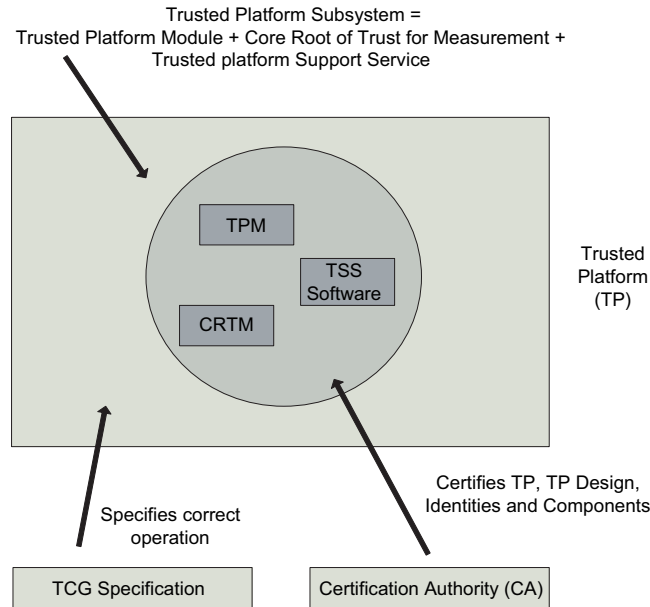 Trusted Platform Subsystem =
Trusted Platform Module + Core Root of Trust for Measurement +
Trusted platform Support Service
TPM
TSS
Software
CRTM
Trusted
Platform
(TP)
Certifies TP, TP Design,
Identities and Components
Specifies correct
operation
TCG Specification
Certification Authority (CA)